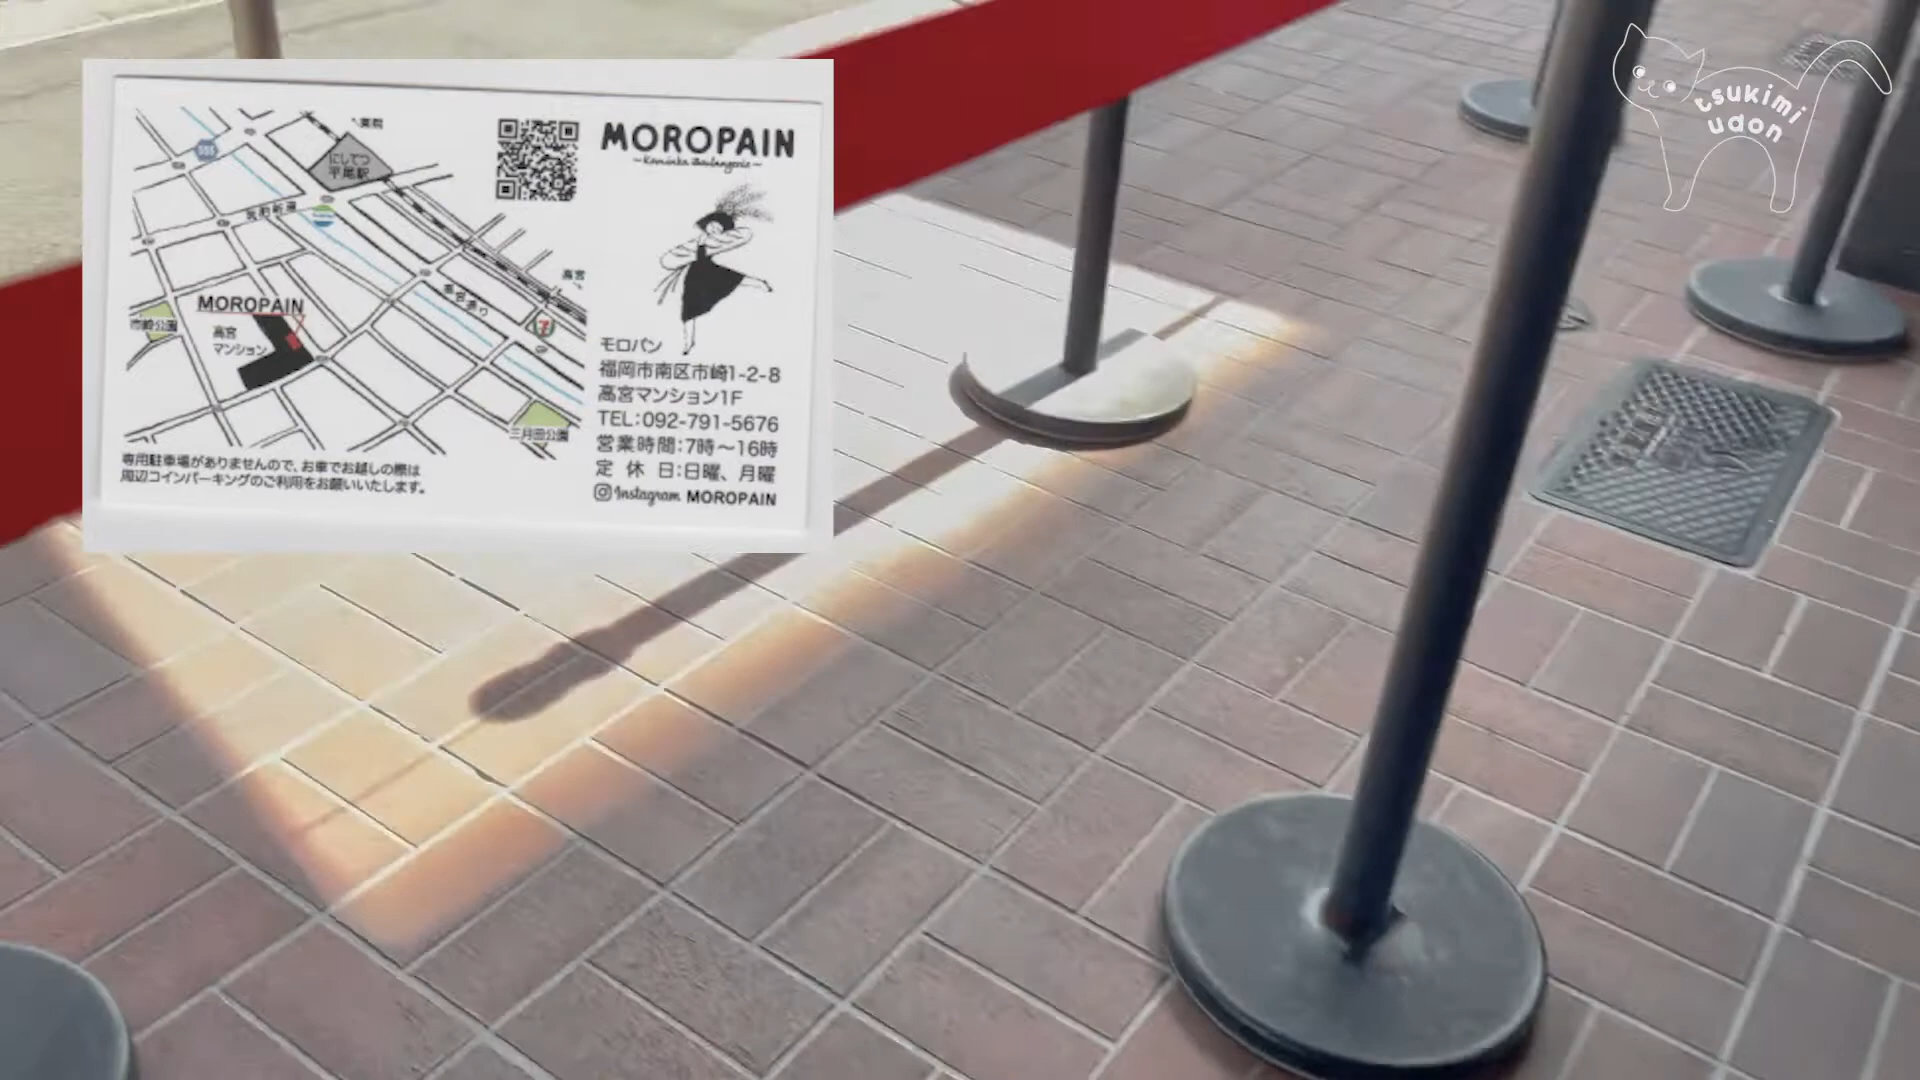 tsukimi
udon
MOROPAIN
にしてつ
平尾駅
高宮
高宮通り
MOROPAIN
市崎公園
高宮
マンション
三月田公園
専用駐車場がありませんので、お車でお越しの際は
周辺コインパーキングのご利用をお願いいたします。
モロパン
福岡市南区市崎1-2-8
高宮マンション1F
TEL:092-791-5676
営業時間:7時〜16時
定休日:日曜、月曜
Instagram MOROPAIN